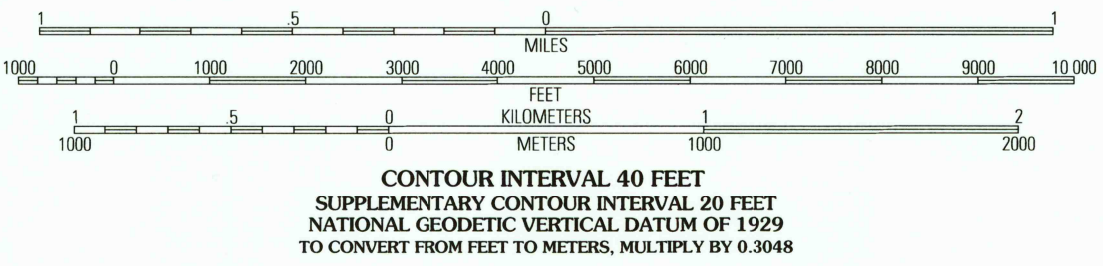 1 .5 0 1
MILES
1000 0 1000 2000 3000 4000 5000 6000 7000 8000 9000 10 000
FEET
1 .5 0 KILOMETERS 1 2
1000 0 METERS 1000 2000
CONTOUR INTERVAL 40 FEET
SUPPLEMENTARY CONTOUR INTERVAL 20 FEET
NATIONAL GEODETIC VERTICAL DATUM OF 1929
TO CONVERT FROM FEET TO METERS, MULTIPLY BY 0.3048